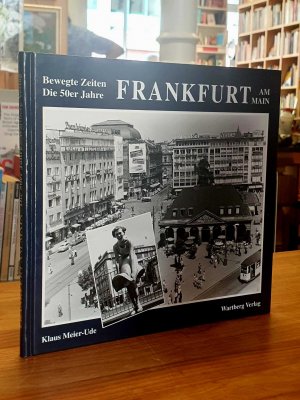 Bewegte Zeiten
Die 50er Jahre
FRANKFURT AM MAIN
Klaus Meier-Ude
Wartberg Verlag